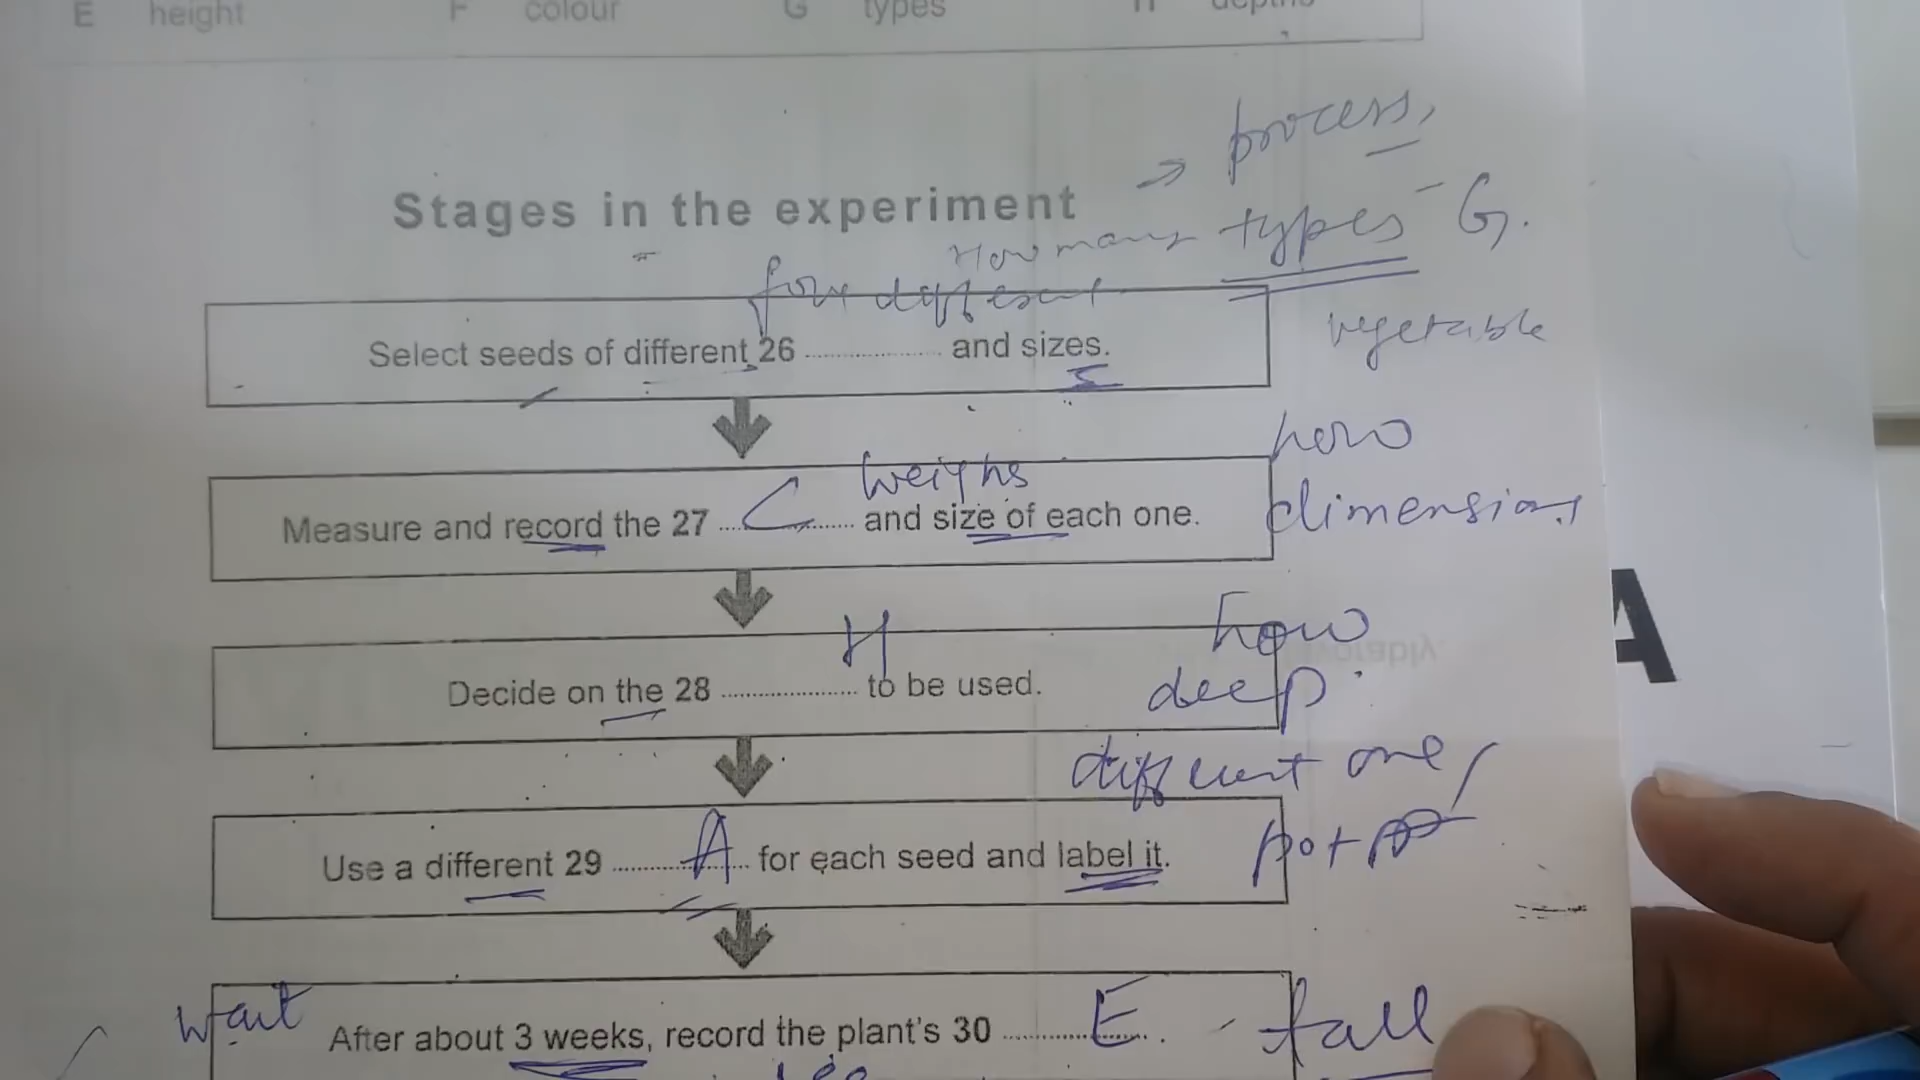 E height F colour G types H depths
process,
Stages in the experiment
types - G.
How many
four different
vegetable
Select seeds of different 26 .................... and sizes.
how
weighs
dimensions
Measure and record the 27 ....C.... and size of each one.
H
how
deep.
Decide on the 28 .................... to be used.
different one
pot
Use a different 29 ..........A.. for each seed and label it.
wait
After about 3 weeks, record the plant's 30 ..........E.. . - tall
A